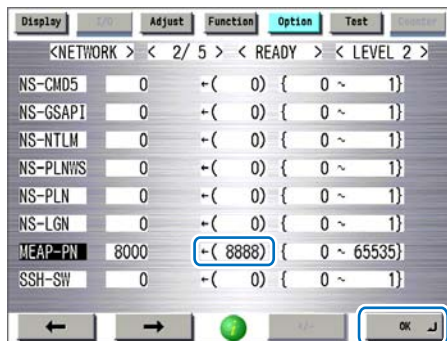 Display I/O Adjust Function Option Test Counter
<NETWORK > < 2/ 5 > < READY > < LEVEL 2 >
NS-CMD5 0 ←( 0) { 0 ~ 1}
NS-GSAPI 0 ←( 0) { 0 ~ 1}
NS-NTLM 0 ←( 0) { 0 ~ 1}
NS-PLNWS 0 ←( 0) { 0 ~ 1}
NS-PLN 0 ←( 0) { 0 ~ 1}
NS-LGN 0 ←( 0) { 0 ~ 1}
MEAP-PN 8000 ←( 8888) { 0 ~ 65535}
SSH-SW 0 ←( 0) { 0 ~ 1}
← → i +/- OK ↵